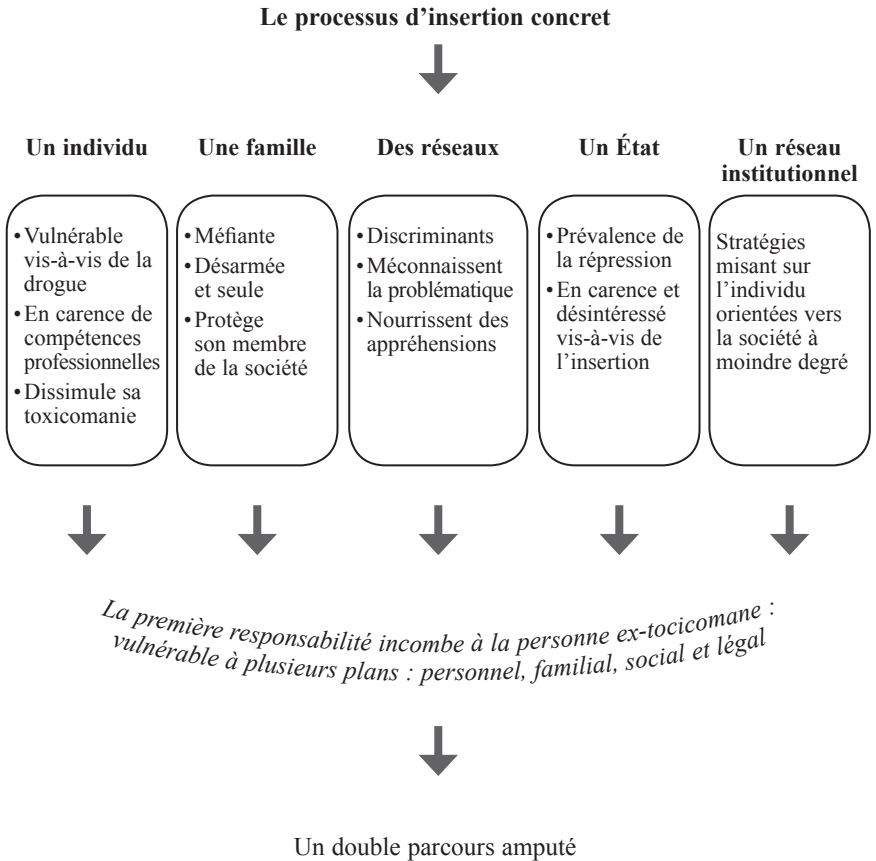 Le processus d’insertion concret
Un individu
Une famille
Des réseaux
Un État
Un réseau
institutionnel
•Vulnérable
vis-à-vis de la
drogue
•En carence de
compétences
professionnelles
•Dissimule sa
toxicomanie
•Méfiante
•Désarmée
et seule
•Protège
son membre
de la société
•Discriminants
•Méconnaissent
la problématique
•Nourrissent des
appréhensions
•Prévalence de
la répression
•En carence et
désintéressé
vis-à-vis de
l’insertion
Stratégies
misant sur
l’individu
orientées vers
la société à
moindre degré
La première responsabilité incombe à la personne ex-tocicomane :
vulnérable à plusieurs plans : personnel, familial, social et légal
Un double parcours amputé